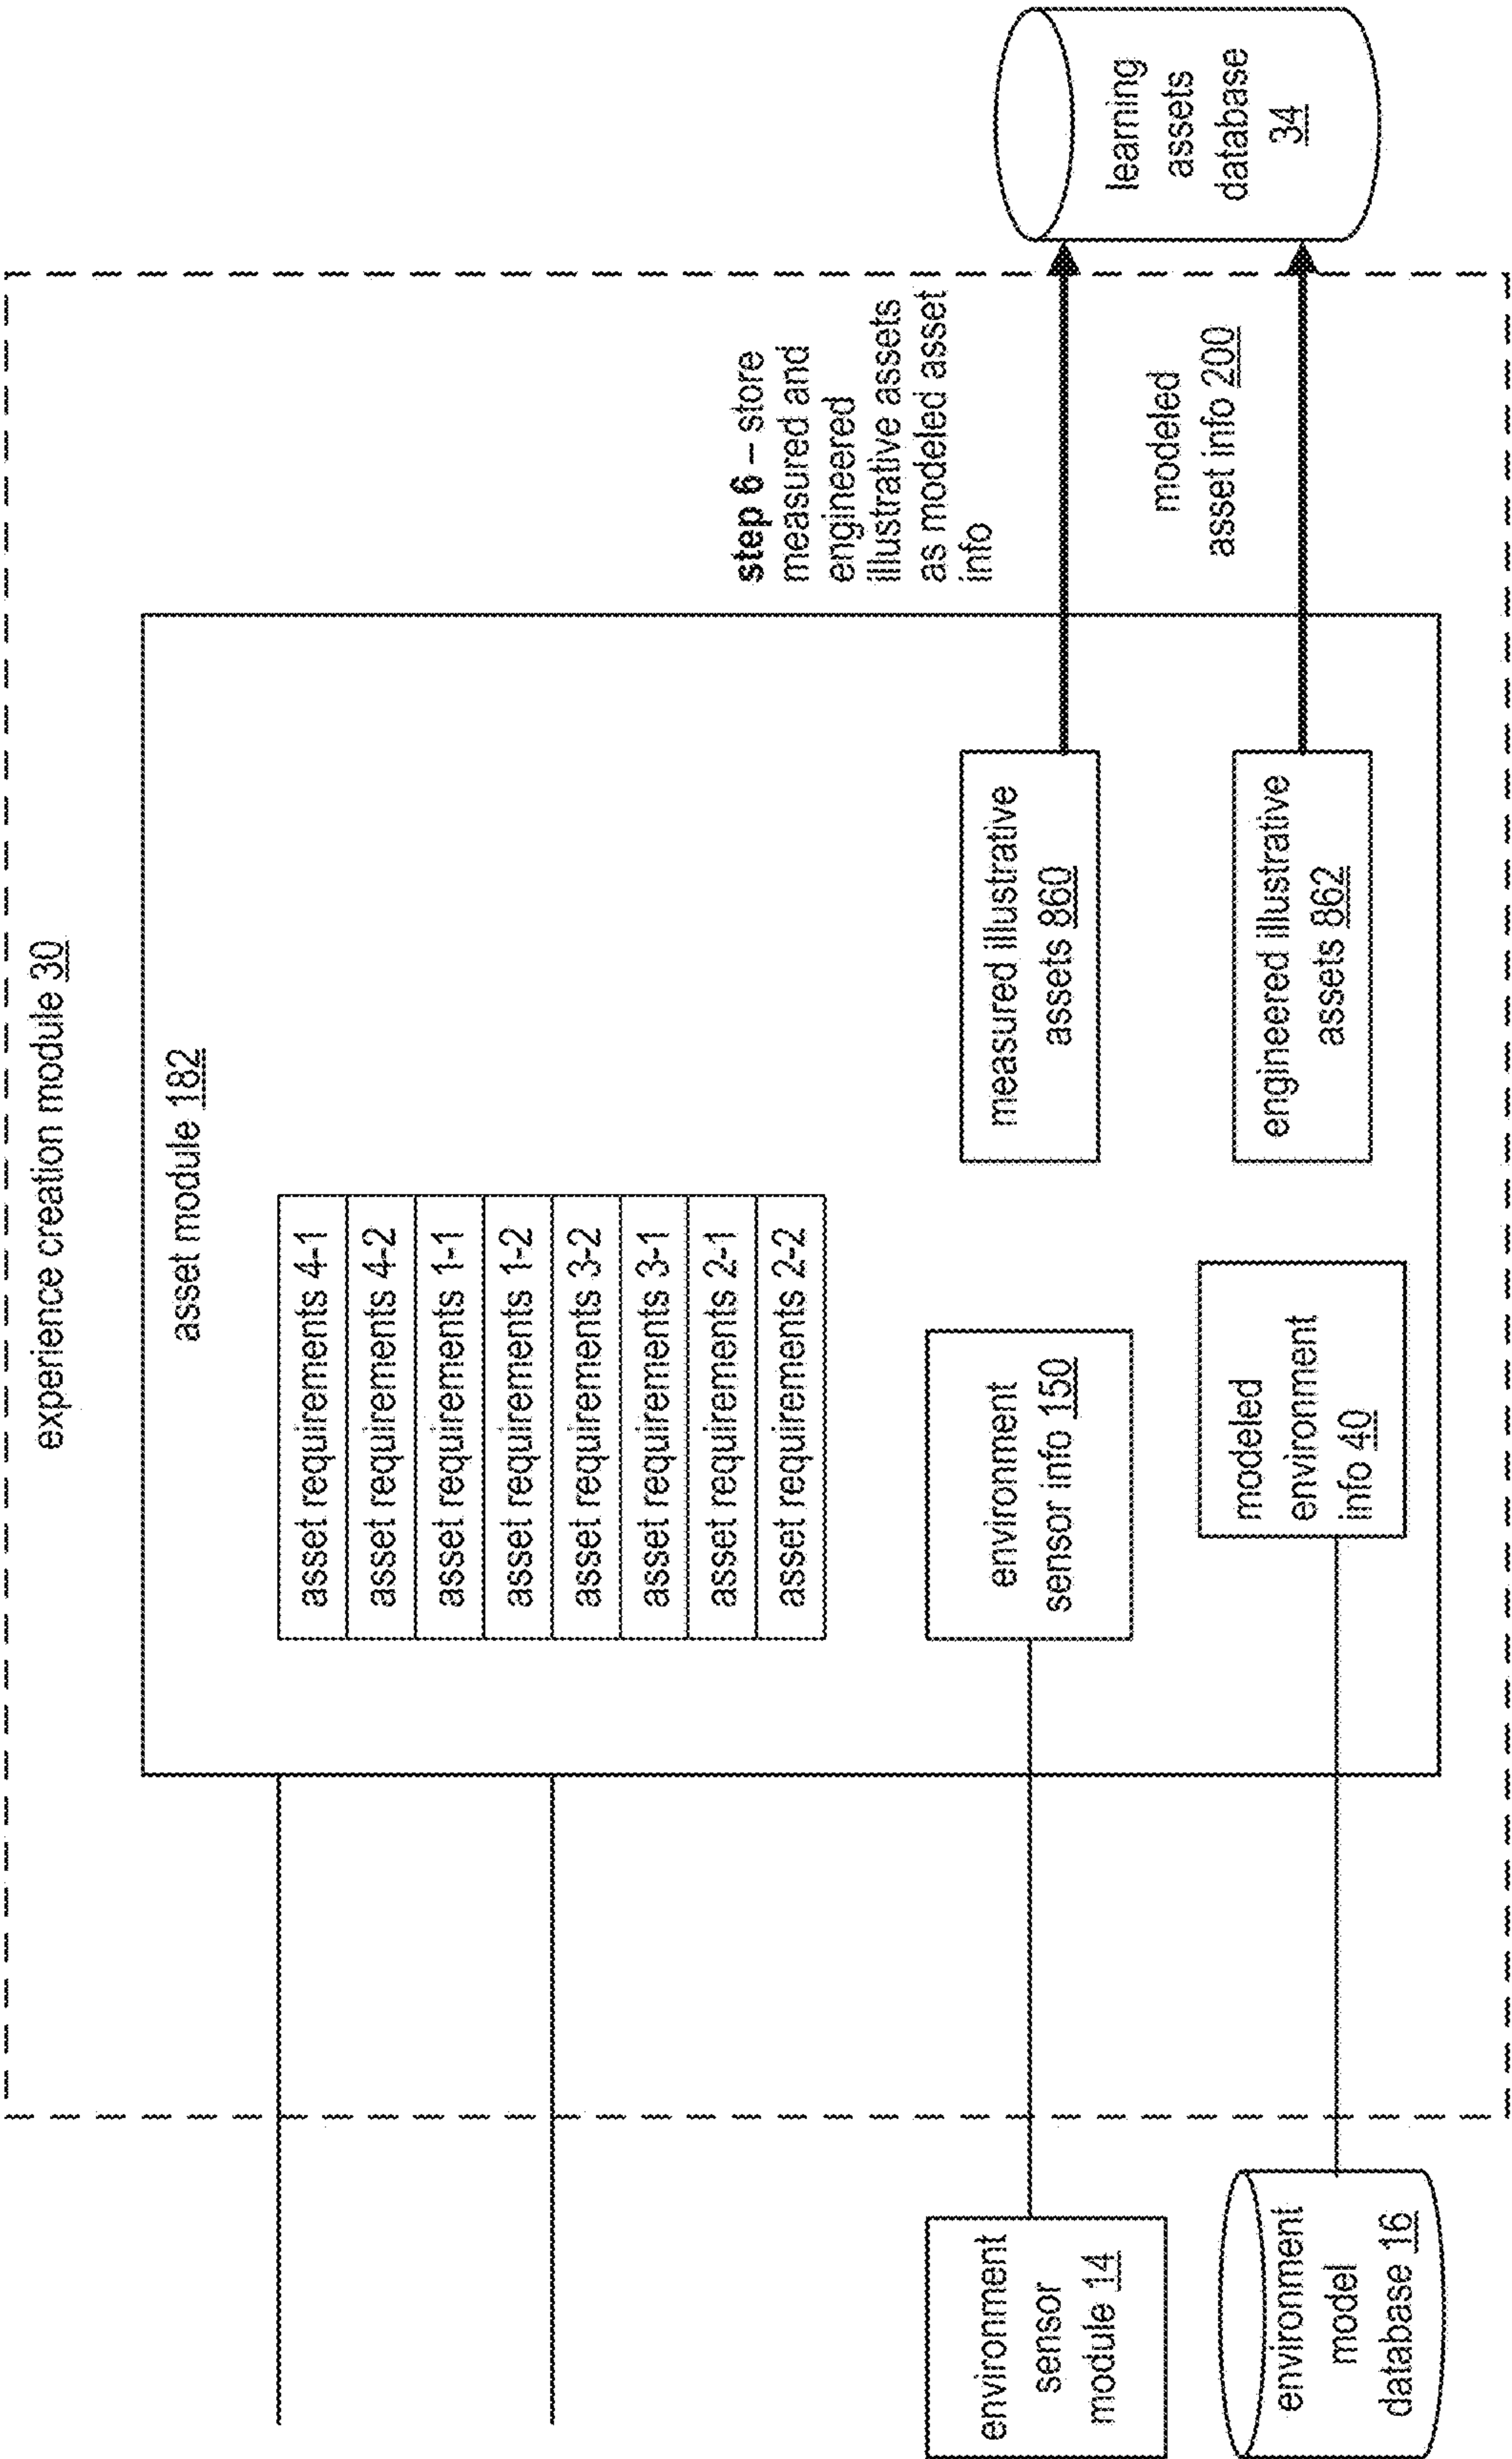 experience creation module 30
asset module 182
asset requirements 4-1
asset requirements 4-2
asset requirements 1-1
asset requirements 1-2
asset requirements 3-2
asset requirements 3-1
asset requirements 2-1
asset requirements 2-2
step 6 – store
measured and
engineered
illustrative assets
as modeled asset
info
environment
sensor
module 14
environment
sensor info 150
measured illustrative
assets 860
modeled
asset info 200
learning
assets
database
34
environment
model
database 16
modeled
environment
info 40
engineered illustrative
assets 862